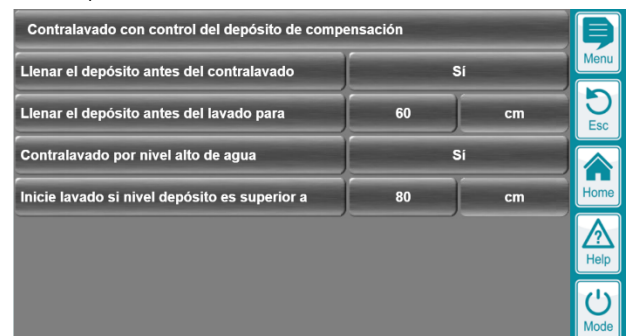 Contralavado con control del depósito de compensación
Llenar el depósito antes del contralavado Sí
Llenar el depósito antes del lavado para 60 cm
Contralavado por nivel alto de agua Sí
Inicie lavado si nivel depósito es superior a 80 cm
Menu
Esc
Home
?
Help
Mode